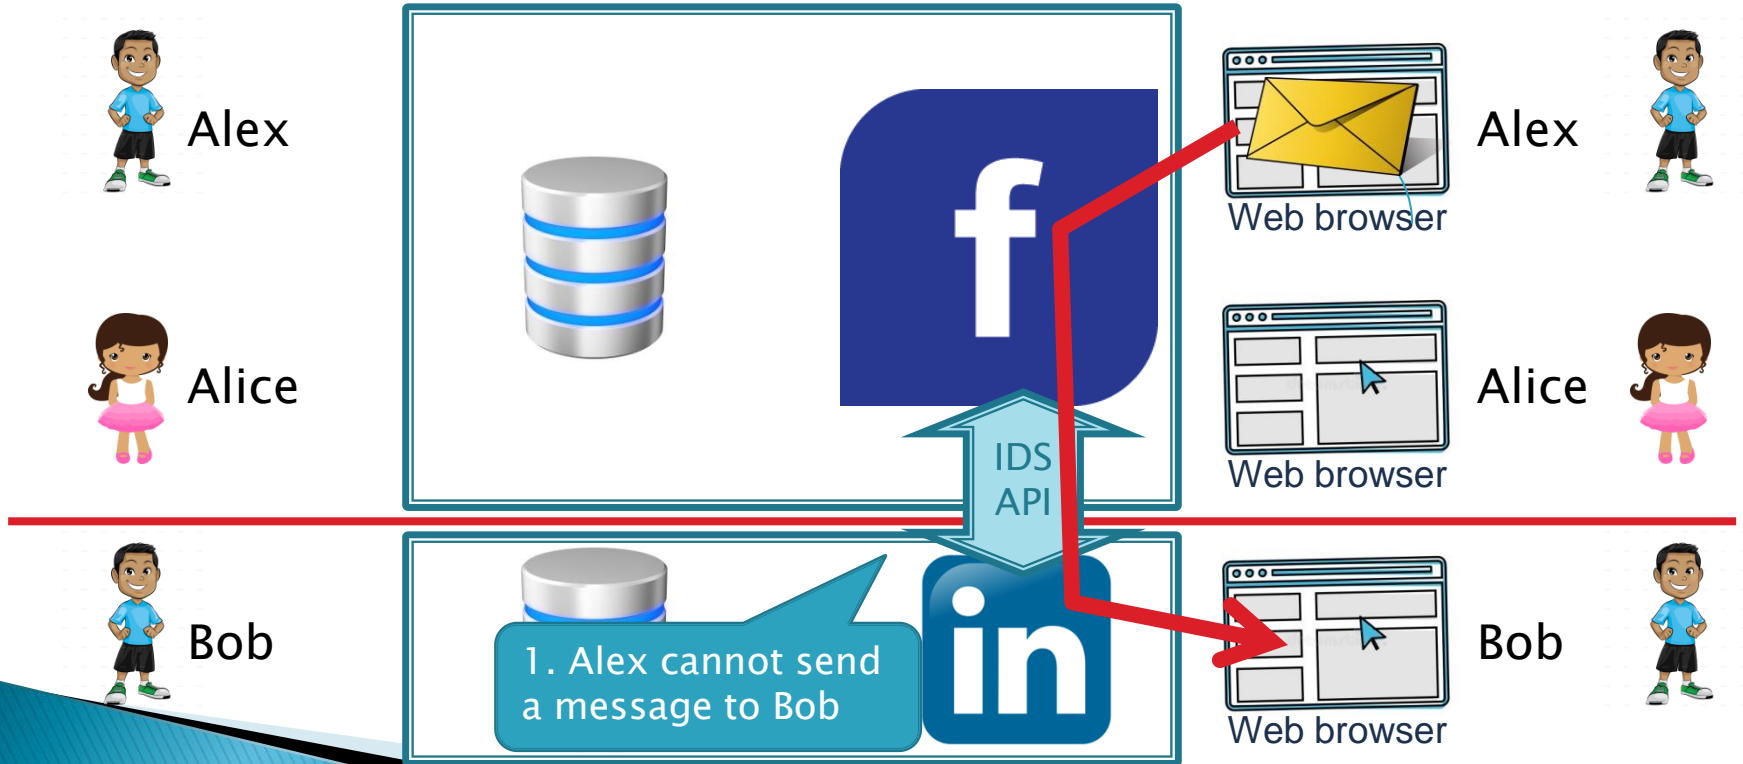 Alex
f
Web browser
Alex
Alice
IDS
API
Web browser
Alice
Bob
1. Alex cannot send
a message to Bob
in
Web browser
Bob